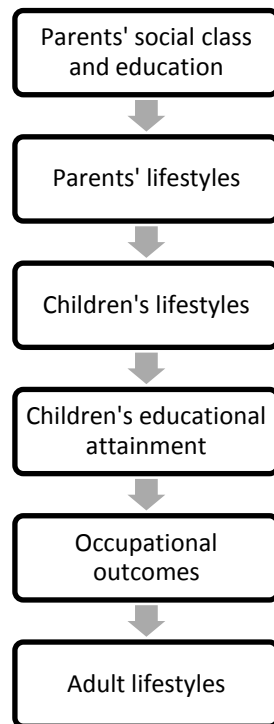 Parents' social class
and education
Parents' lifestyles
Children's lifestyles
Children's educational
attainment
Occupational
outcomes
Adult lifestyles